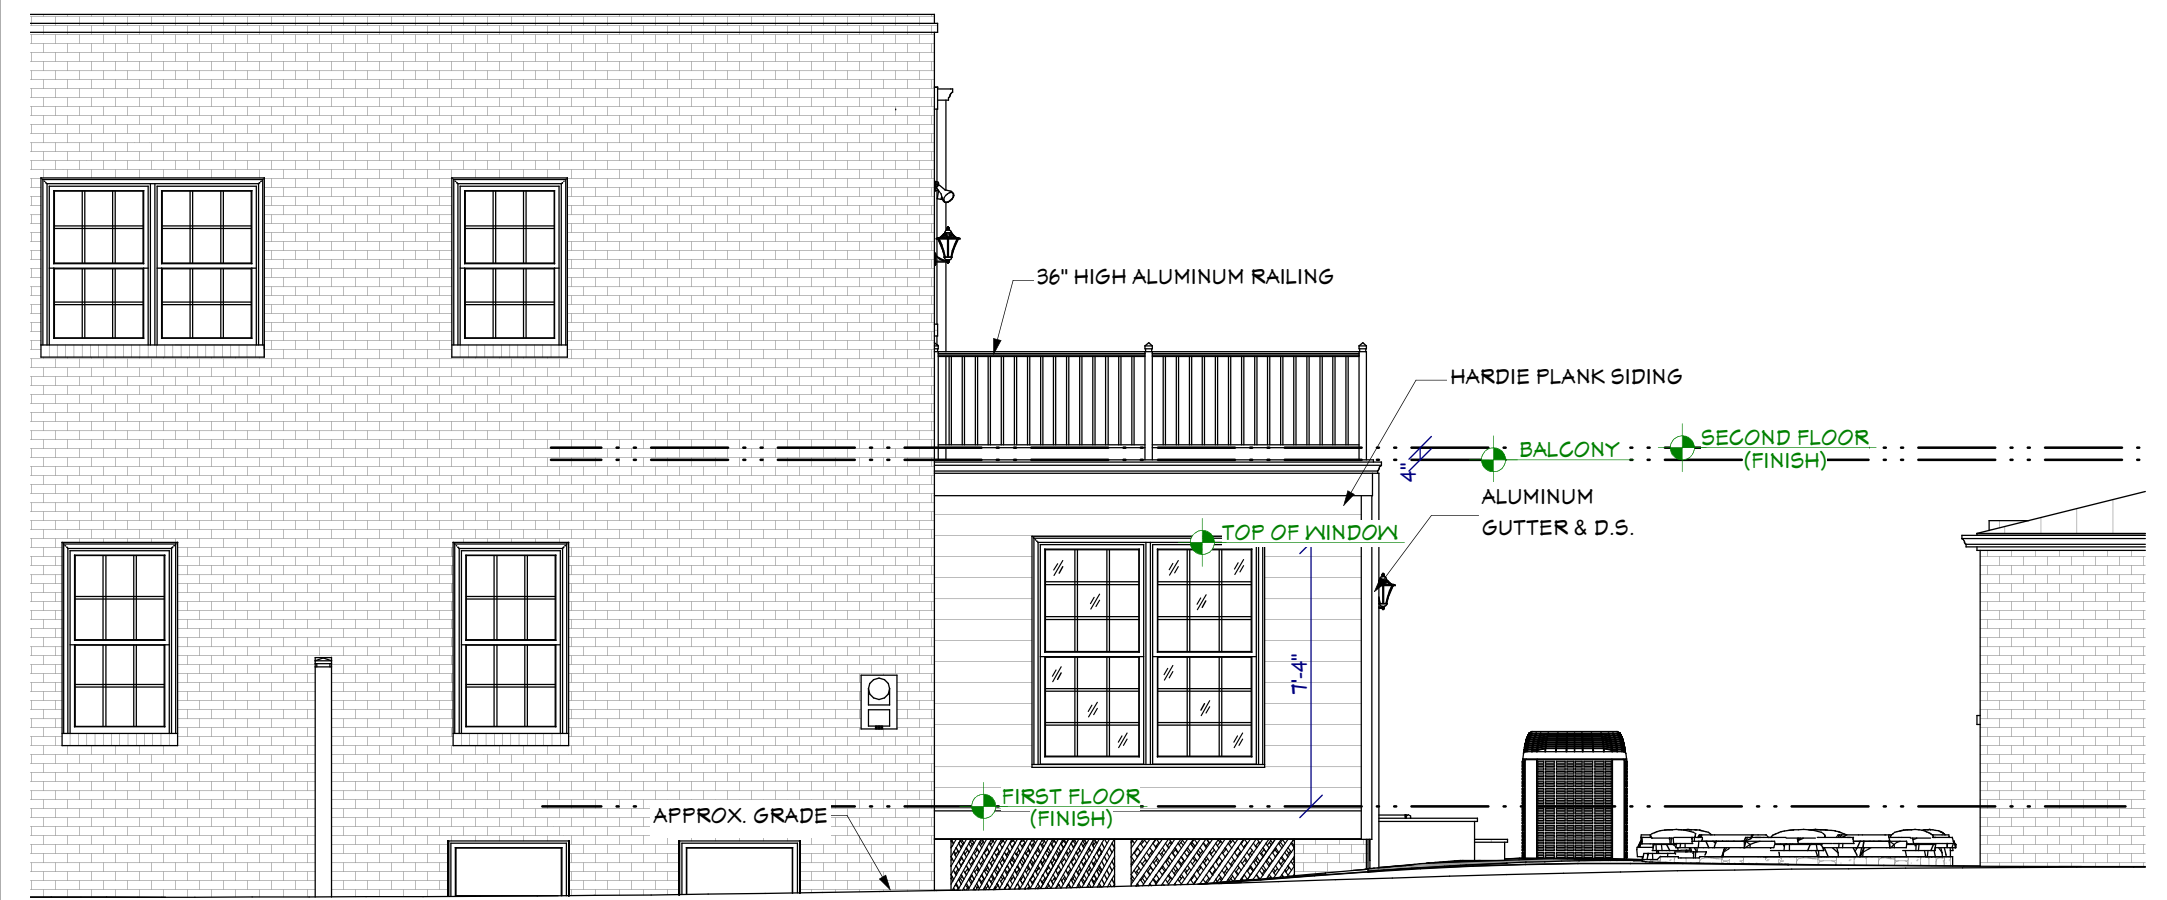 36" HIGH ALUMINUM RAILING
HARDIE PLANK SIDING
SECOND FLOOR
(FINISH)
BALCONY
4"
ALUMINUM
GUTTER & D.S.
TOP OF WINDOW
7'-4"
FIRST FLOOR
(FINISH)
APPROX. GRADE